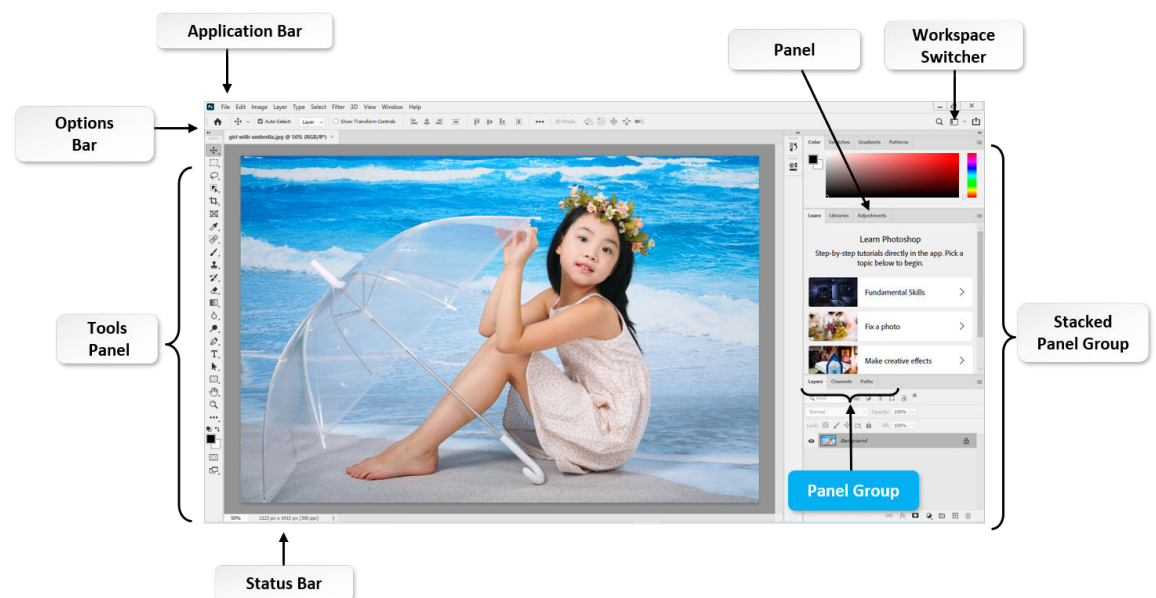 Application Bar
Panel
Workspace
Switcher
Options
Bar
Ps File Edit Image Layer Type Select Filter 3D View Window Help
Auto-Select: Layer Show Transform Controls 3D Mode:
girl with umbrella.jpg @ 50% (RGB/8*) ×
Color Swatches Gradients Patterns
Learn Libraries Adjustments
Learn Photoshop
Step-by-step tutorials directly in the app. Pick a
topic below to begin.
Fundamental Skills
Fix a photo
Make creative effects
Tools
Panel
Stacked
Panel Group
Layers Channels Paths
Normal Opacity: 100%
Lock: Fill: 100%
Background
Panel Group
fx
50% 2123 px x 1415 px (300 ppi)
Status Bar